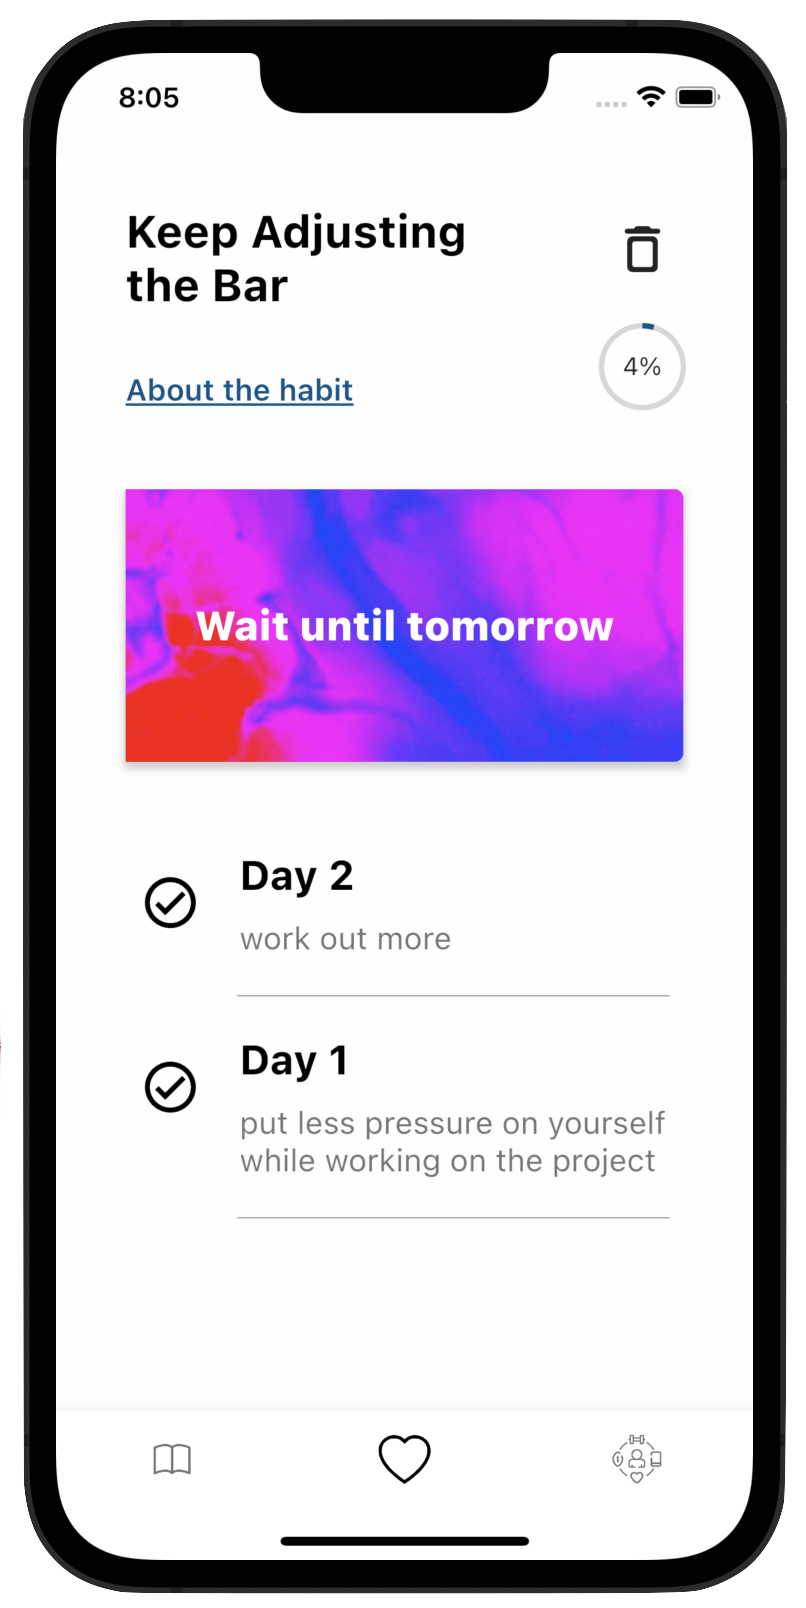 8:05
Keep Adjusting
the Bar
About the habit
4%
Wait until tomorrow
Day 2
work out more
Day 1
put less pressure on yourself
while working on the project